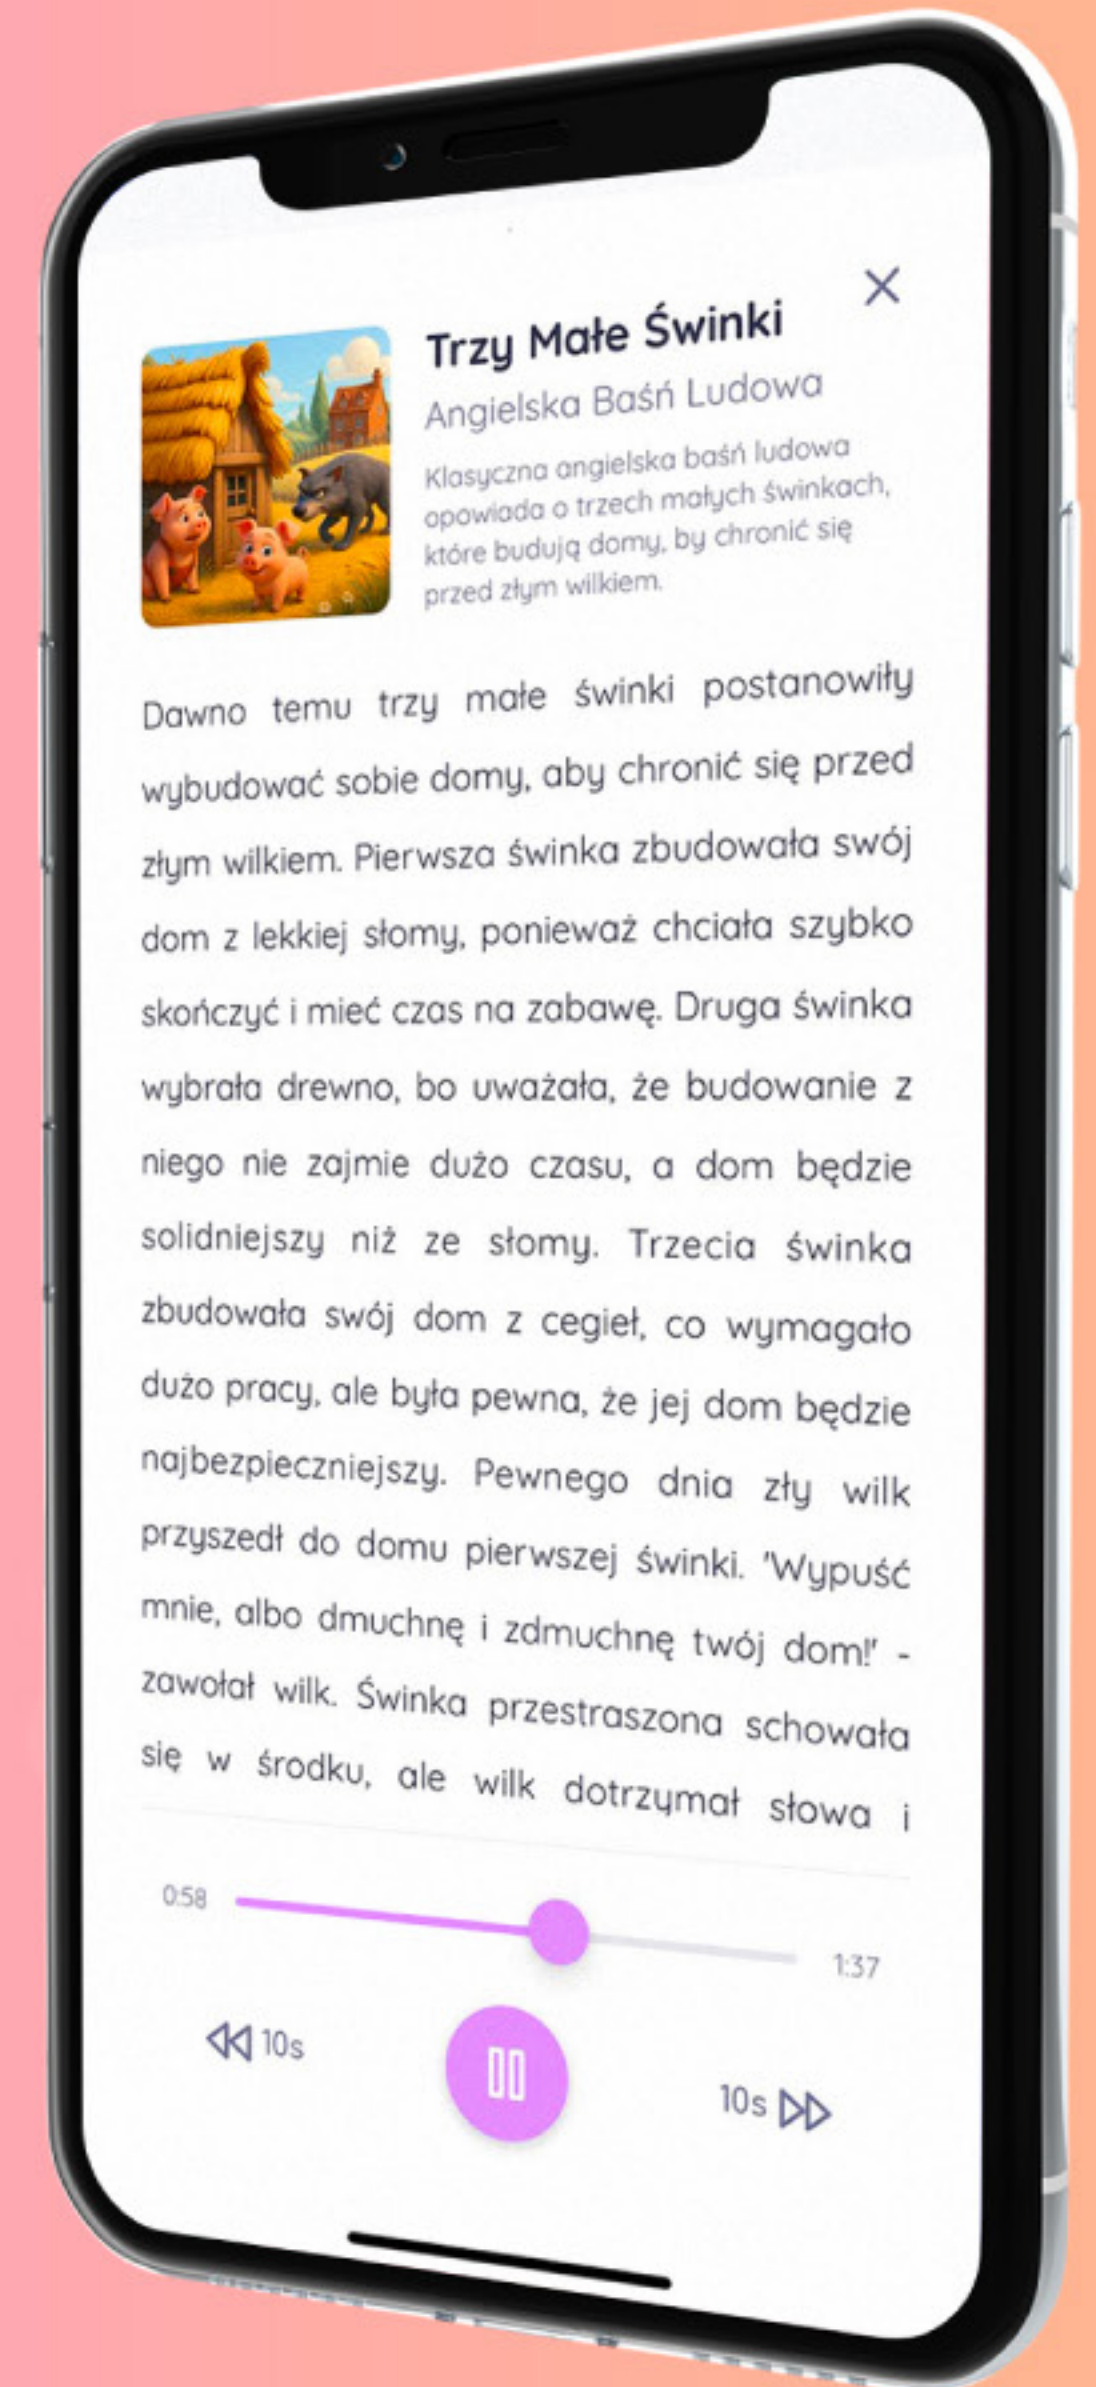 Trzy Małe Świnki
Angielska Baśń Ludowa
Klasyczna angielska baśń ludowa
opowiada o trzech małych świnkach,
które budują domy, by chronić się
przed złym wilkiem.
Dawno temu trzy małe świnki postanowiły
wybudować sobie domy, aby chronić się przed
złym wilkiem. Pierwsza świnka zbudowała swój
dom z lekkiej słomy, ponieważ chciała szybko
skończyć i mieć czas na zabawę. Druga świnka
wybrała drewno, bo uważała, że budowanie z
niego nie zajmie dużo czasu, a dom będzie
solidniejszy niż ze słomy. Trzecia świnka
zbudowała swój dom z cegieł, co wymagało
dużo pracy, ale była pewna, że jej dom będzie
najbezpieczniejszy. Pewnego dnia zły wilk
przyszedł do domu pierwszej świnki. 'Wypuść
mnie, albo dmuchnę i zdmuchnę twój dom!' -
zawołał wilk. Świnka przestraszona schowała
się w środku, ale wilk dotrzymał słowa i
0:58
1:37
10s
10s